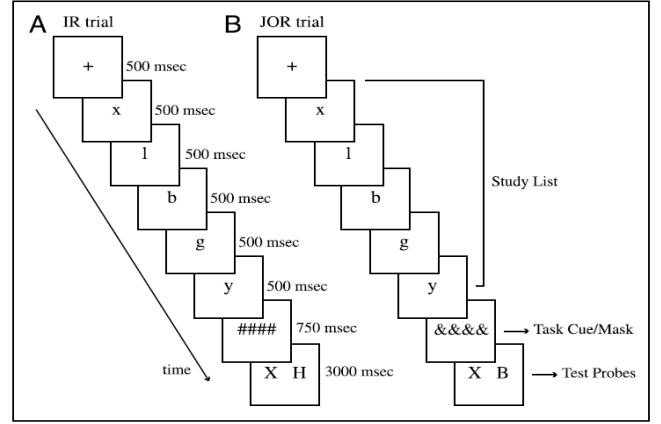 A IR trial
+
500 msec
x
500 msec
l
500 msec
b
500 msec
g
500 msec
y
500 msec
####
750 msec
X H
3000 msec
time
B JOR trial
+
x
l
b
g
y
Study List
&&&&
Task Cue/Mask
X B
Test Probes